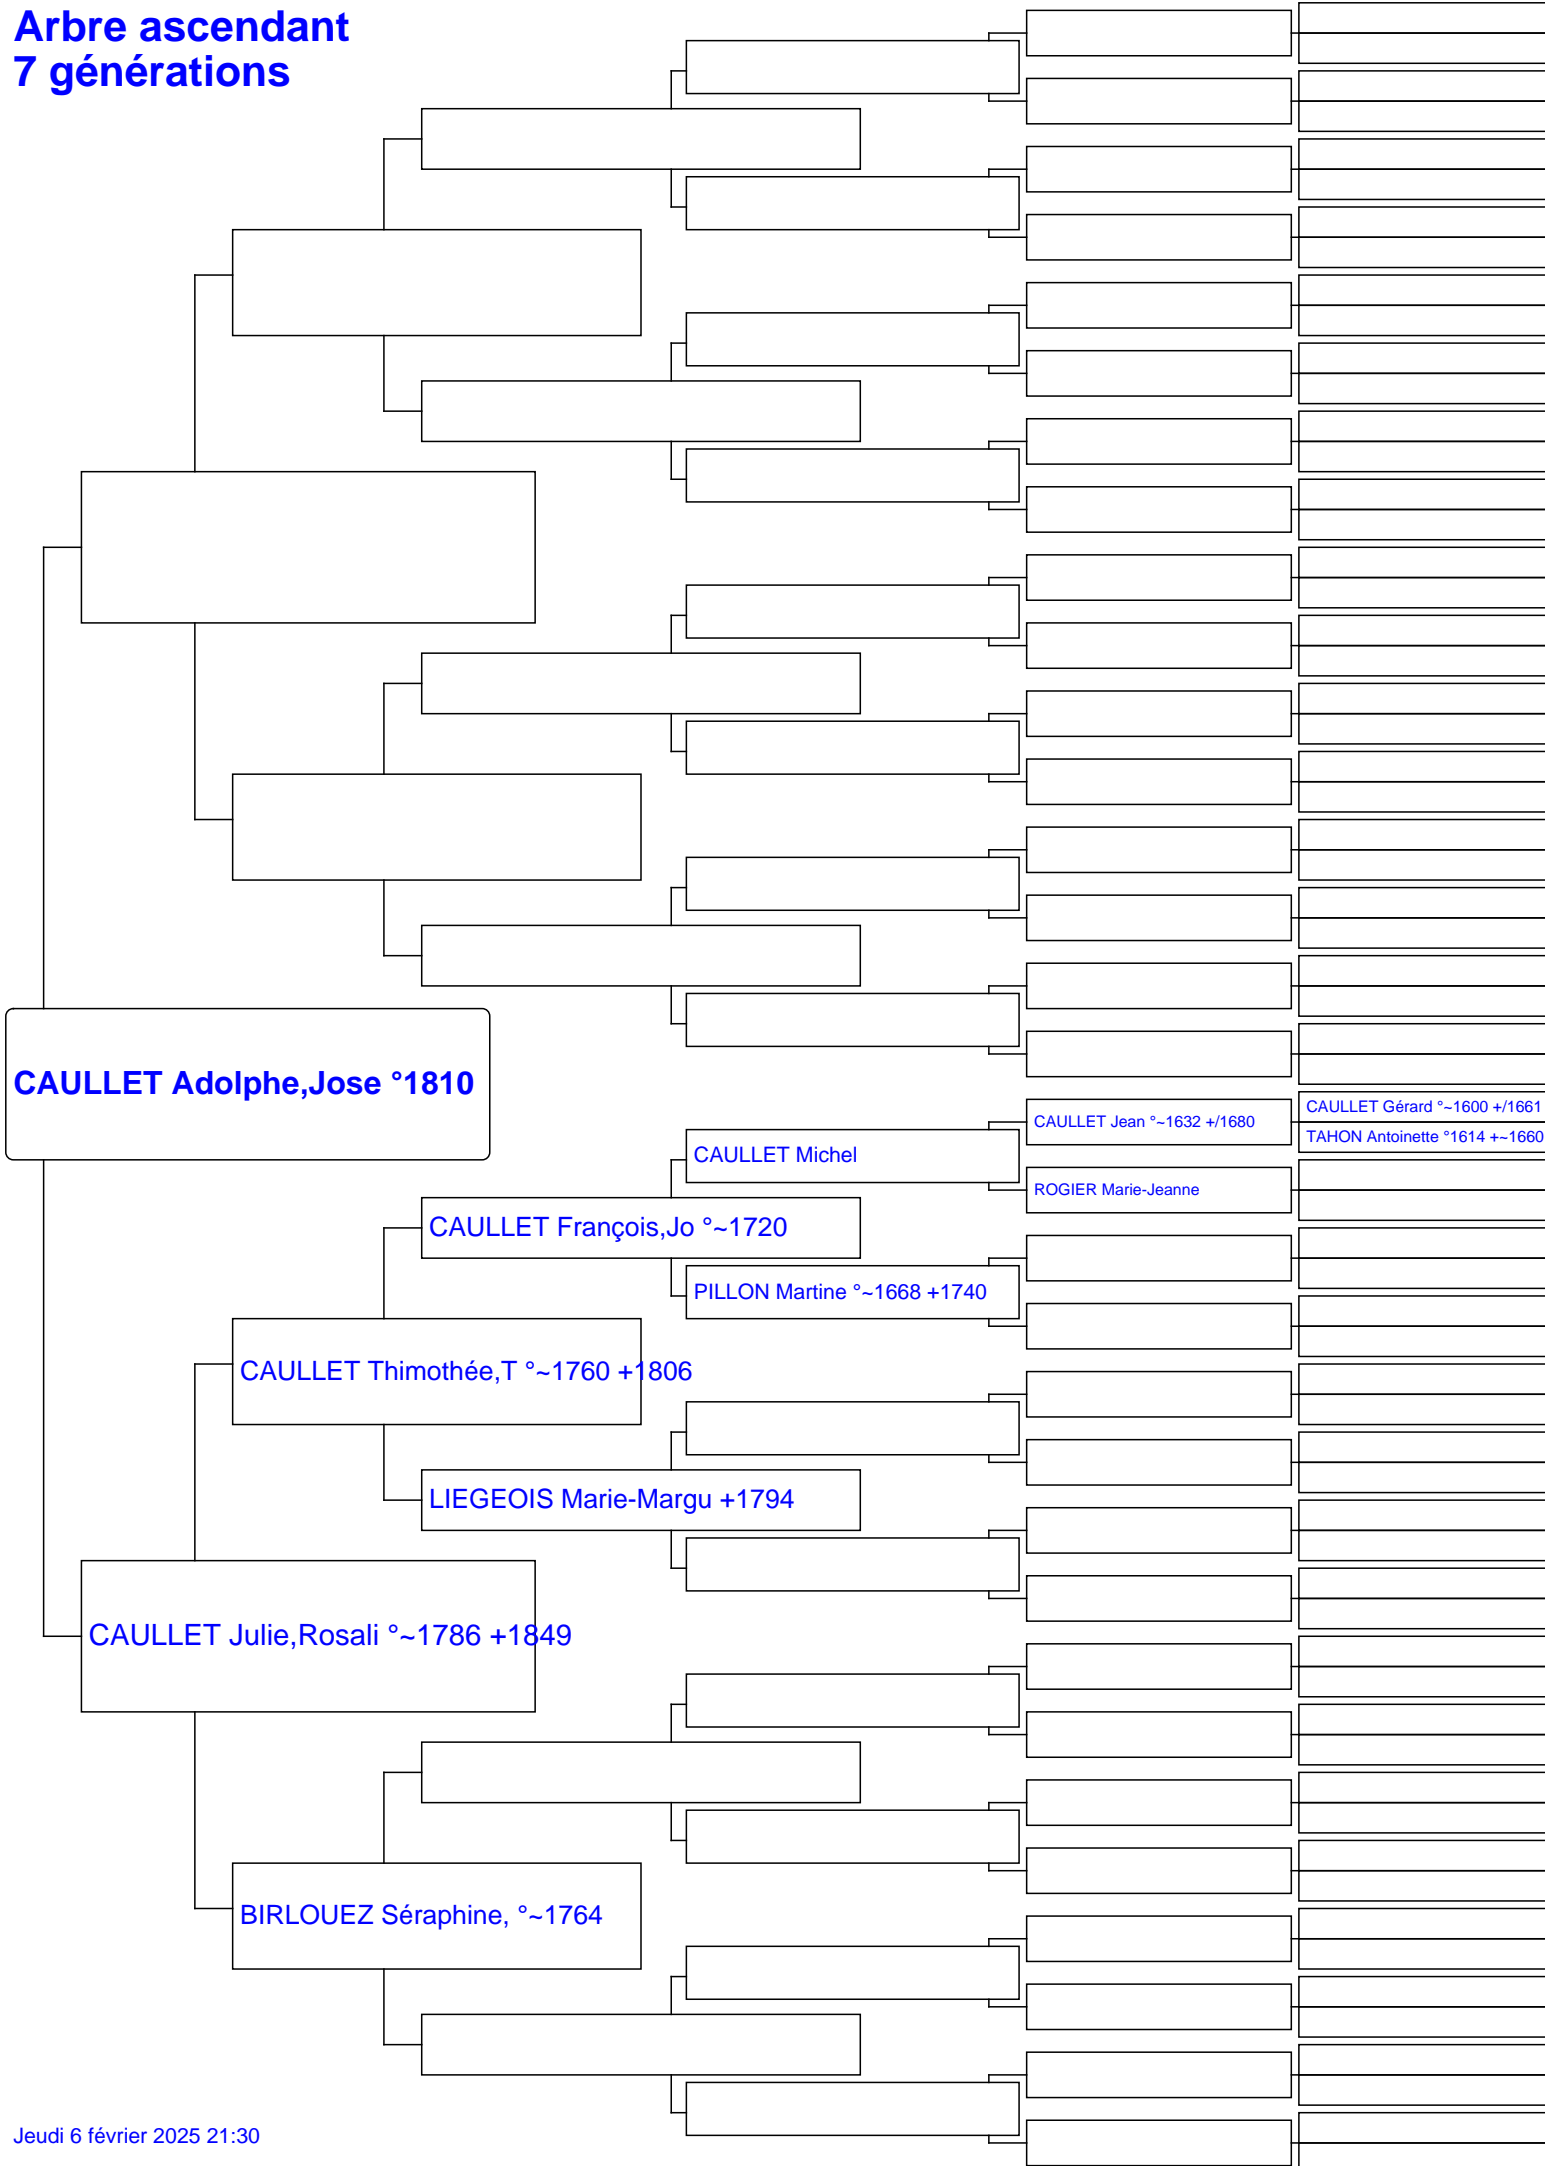 Arbre ascendant
7 générations
CAULLET Adolphe,Jose °1810
CAULLET Jean °~1632 +/1680
CAULLET Gérard °~1600 +/1661
TAHON Antoinette °1614 +~1660
CAULLET Michel
ROGIER Marie-Jeanne
CAULLET François,Jo °~1720
PILLON Martine °~1668 +1740
CAULLET Thimothée,T °~1760 +1806
LIEGEOIS Marie-Margu +1794
CAULLET Julie,Rosali °~1786 +1849
BIRLOUEZ Séraphine, °~1764
Jeudi 6 février 2025 21:30